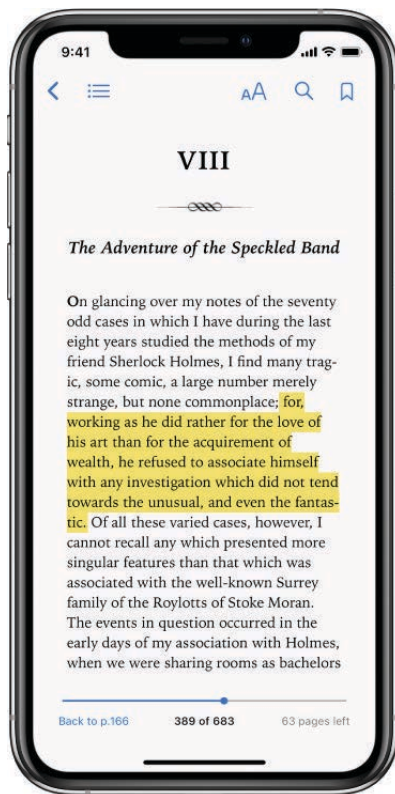 9:41
AA
VIII
The Adventure of the Speckled Band
On glancing over my notes of the seventy
odd cases in which I have during the last
eight years studied the methods of my
friend Sherlock Holmes, I find many trag-
ic, some comic, a large number merely
strange, but none commonplace; for,
working as he did rather for the love of
his art than for the acquirement of
wealth, he refused to associate himself
with any investigation which did not tend
towards the unusual, and even the fantas-
tic. Of all these varied cases, however, I
cannot recall any which presented more
singular features than that which was
associated with the well-known Surrey
family of the Roylotts of Stoke Moran.
The events in question occurred in the
early days of my association with Holmes,
when we were sharing rooms as bachelors
Back to p.166 389 of 683 63 pages left